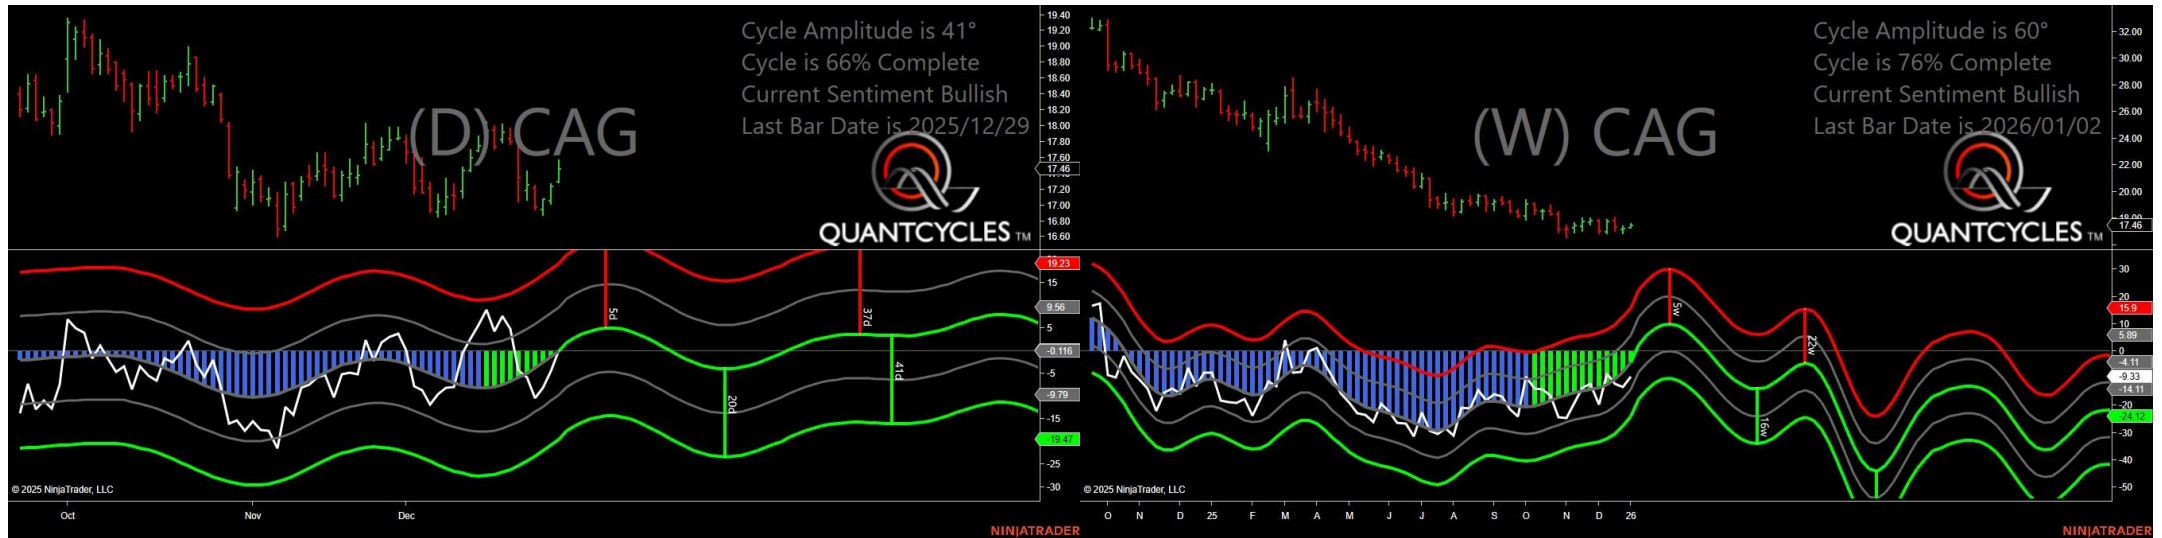 Cycle Amplitude is 41°
Cycle is 66% Complete
Current Sentiment Bullish
Last Bar Date is 2025/12/29
(D) CAG
QUANTCYCLES TM
19.40
19.20
19.00
18.80
18.60
18.40
18.20
18.00
17.80
17.60
17.46
17.20
17.00
16.80
16.60
19.23
15
9.56
5
-0.116
-5
-9.79
-15
-19.47
-25
-30
5d
20d
37d
41d
© 2025 NinjaTrader, LLC
Oct Nov Dec
NINJATRADER
Cycle Amplitude is 60°
Cycle is 76% Complete
Current Sentiment Bullish
Last Bar Date is 2026/01/02
(W) CAG
QUANTCYCLES TM
32.00
30.00
28.00
26.00
24.00
22.00
20.00
18.00
17.46
30
20
15.9
10
5.89
0
-4.11
-9.33
-14.11
-20
-24.12
-30
-40
-50
5w
16w
22w
© 2025 NinjaTrader, LLC
O N D 25 F M A M J J A S O N D 26
NINJATRADER